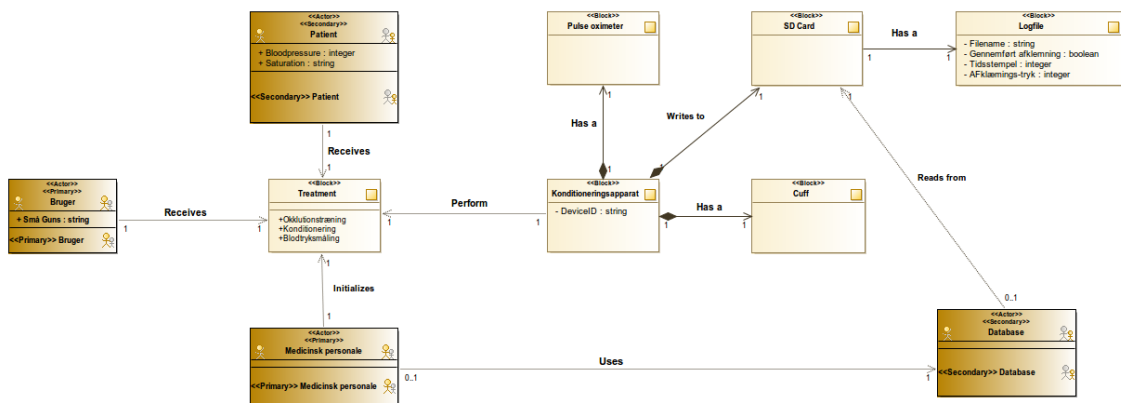 <<Actor>>
<<Secondary>>
Patient
+ Bloodpressure : integer
+ Saturation : string
<<Secondary>> Patient
1
Receives
1
<<Block>>
Pulse oximeter
1
Has a
1
<<Block>>
SD Card
1
Has a
1
<<Block>>
Logfile
- Filename : string
- Gennemført afklemning : boolean
- Tidsstempel : integer
- AFklæmings-tryk : integer
1
Writes to
1
1
Reads from
0..1
<<Actor>>
<<Primary>>
Bruger
+ Små Guns : string
<<Primary>> Bruger
1
Receives
1
<<Block>>
Treatment
+Okklutionstræning
+Konditionering
+Blodtryksmåling
1
Perform
1
<<Block>>
Konditioneringsapparat
- DeviceID : string
1
Has a
1
<<Block>>
Cuff
1
Initializes
1
<<Actor>>
<<Primary>>
Medicinsk personale
<<Primary>> Medicinsk personale
0..1
Uses
1
<<Actor>>
<<Secondary>>
Database
<<Secondary>> Database